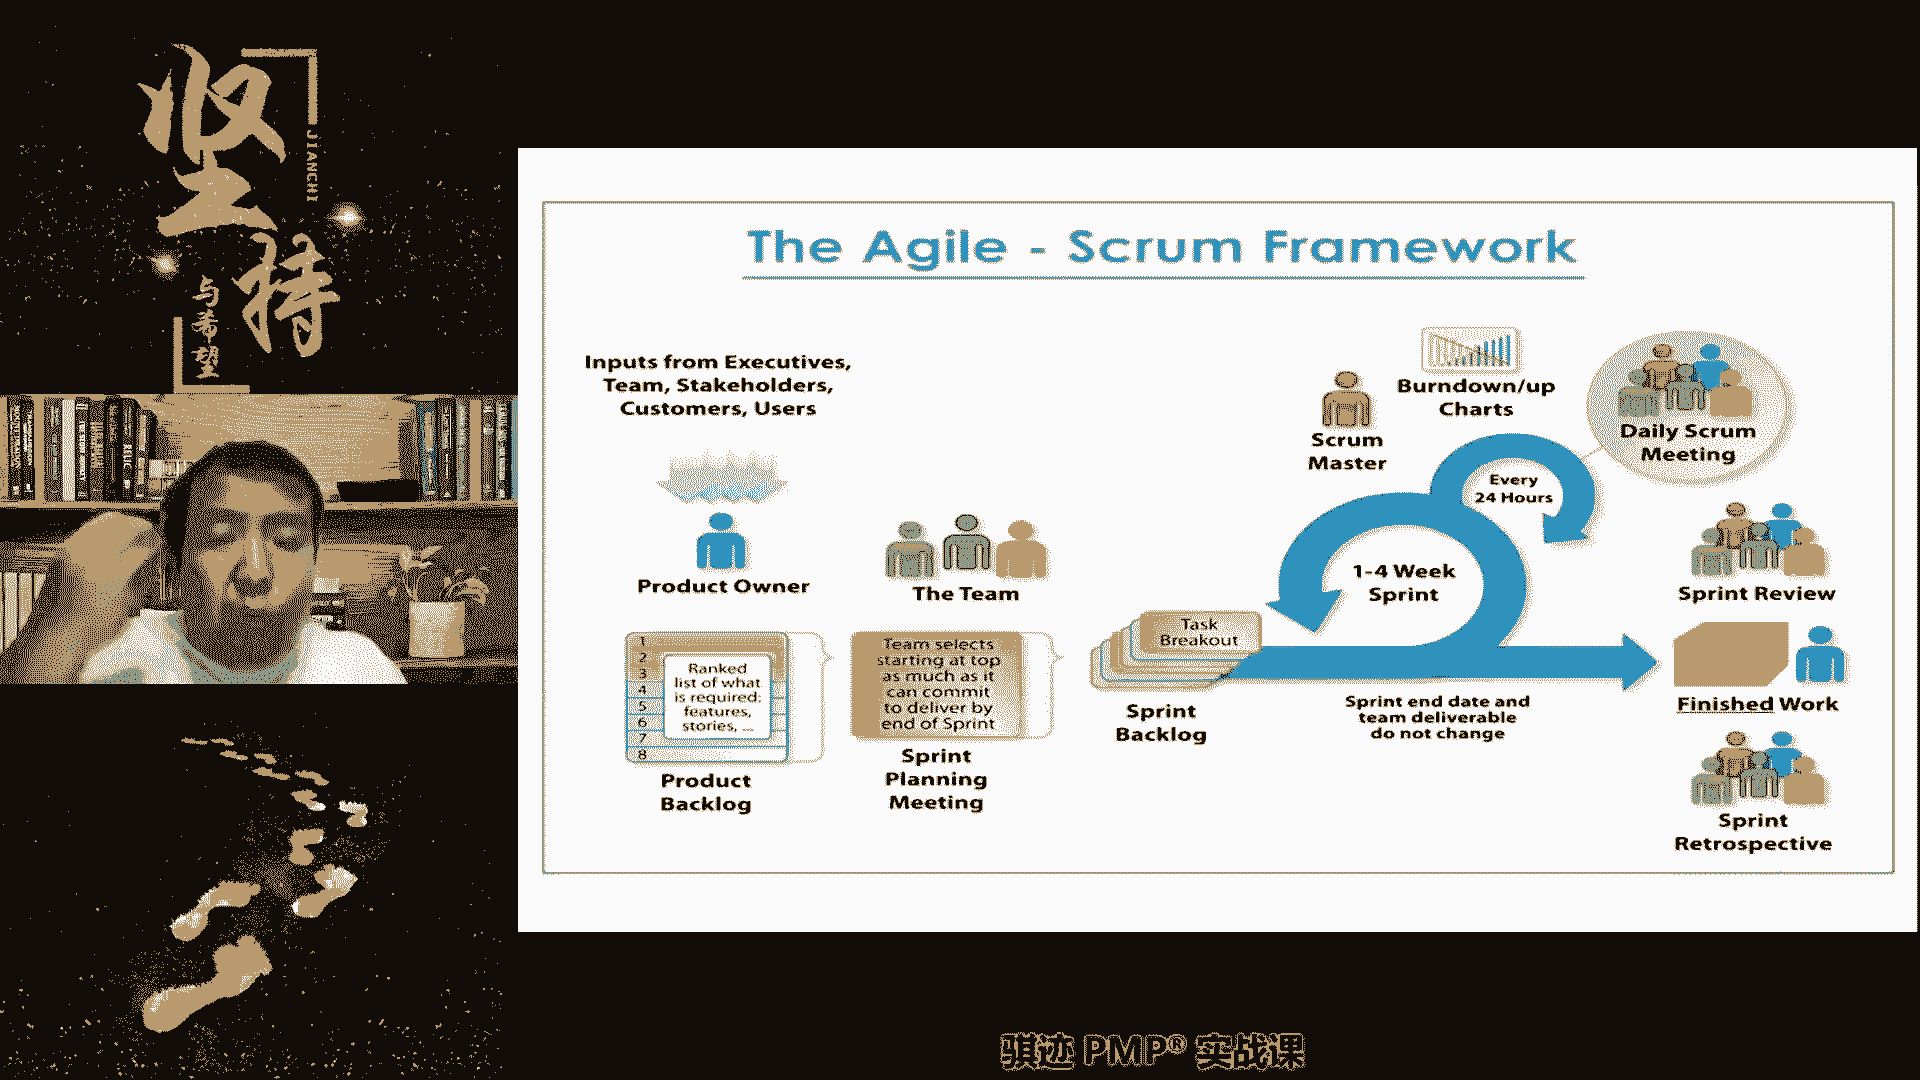 坚持
JIANCHI
与希望
The Agile - Scrum Framework
Inputs from Executives,
Team, Stakeholders,
Customers, Users
Product Owner
The Team
1
2
3
4
5
6
7
8
Ranked
list of what
is required:
features,
stories, ...
Product
Backlog
Team selects
starting at top
as much as it
can commit
to deliver by
end of Sprint
Sprint
Planning
Meeting
Task
Breakout
Sprint
Backlog
Scrum
Master
Burndown/up
Charts
Every
24 Hours
1-4 Week
Sprint
Sprint end date and
team deliverable
do not change
Daily Scrum
Meeting
Sprint Review
Finished Work
Sprint
Retrospective
骐迹 PMP® 实战课